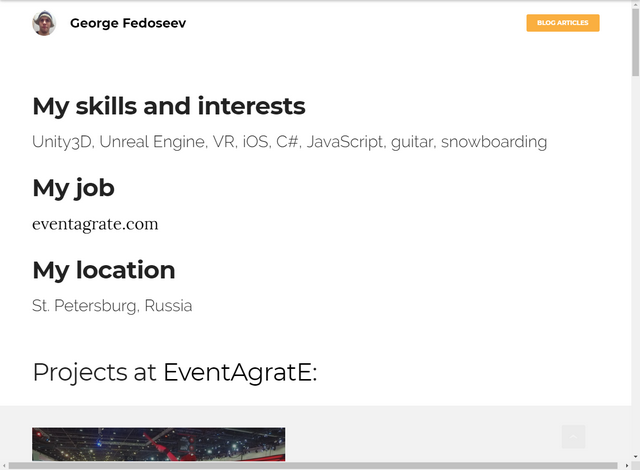 George Fedoseev
BLOG ARTICLES
My skills and interests
Unity3D, Unreal Engine, VR, iOS, C#, JavaScript, guitar, snowboarding
My job
eventagrate.com
My location
St. Petersburg, Russia
Projects at EventAgratE: